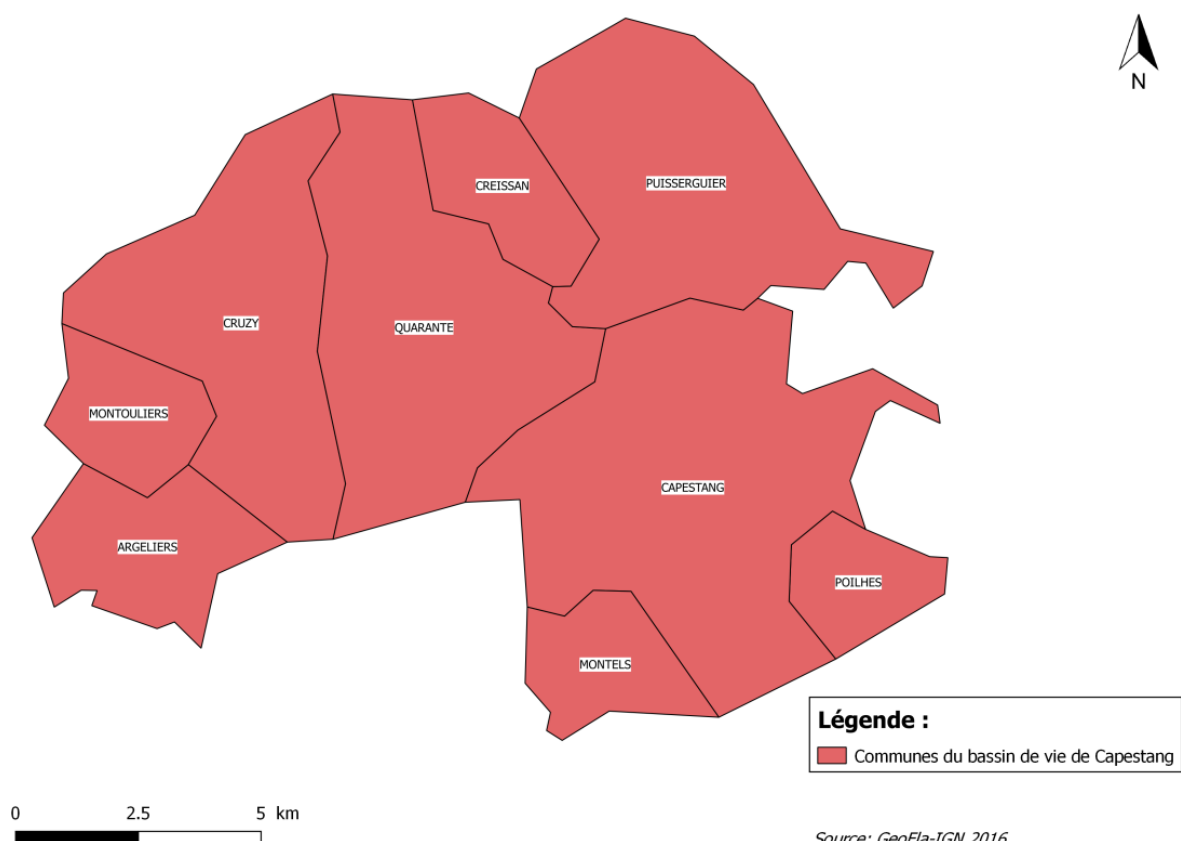 N
CREISSAN
PUISSERGUIER
CRUZY
QUARANTE
MONTOULIERS
CAPESTANG
ARGELIERS
POILHES
MONTELS
Légende :
Communes du bassin de vie de Capestang
0 2.5 5 km
Source: GeoFla-IGN 2016